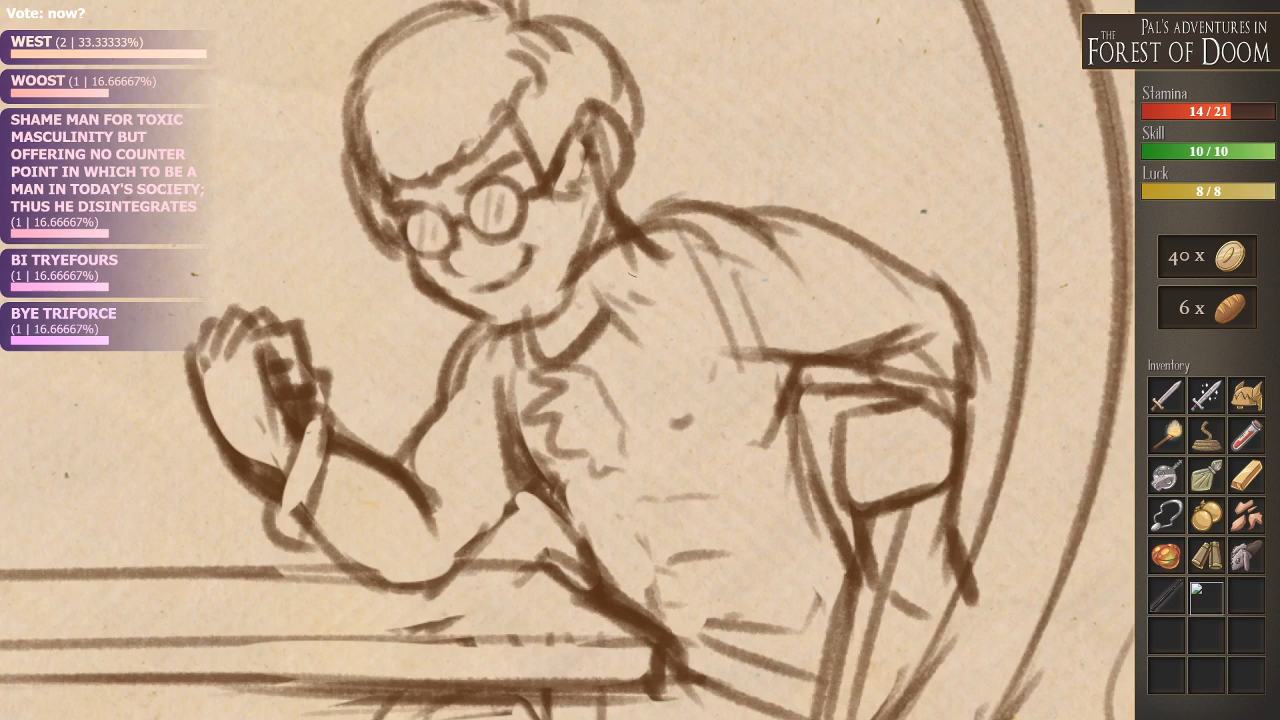 Vote: now?
WEST (2 | 33.33333%)
WOOST (1 | 16.66667%)
SHAME MAN FOR TOXIC
MASCULINITY BUT
OFFERING NO COUNTER
POINT IN WHICH TO BE A
MAN IN TODAY'S SOCIETY;
THUS HE DISINTEGRATES
(1 | 16.66667%)
BI TRYEFOURS
(1 | 16.66667%)
BYE TRIFORCE
(1 | 16.66667%)
PAL'S ADVENTURES IN
THE
FOREST OF DOOM
Stamina
14 / 21
Skill
10 / 10
Luck
8 / 8
40 x
6 x
Inventory